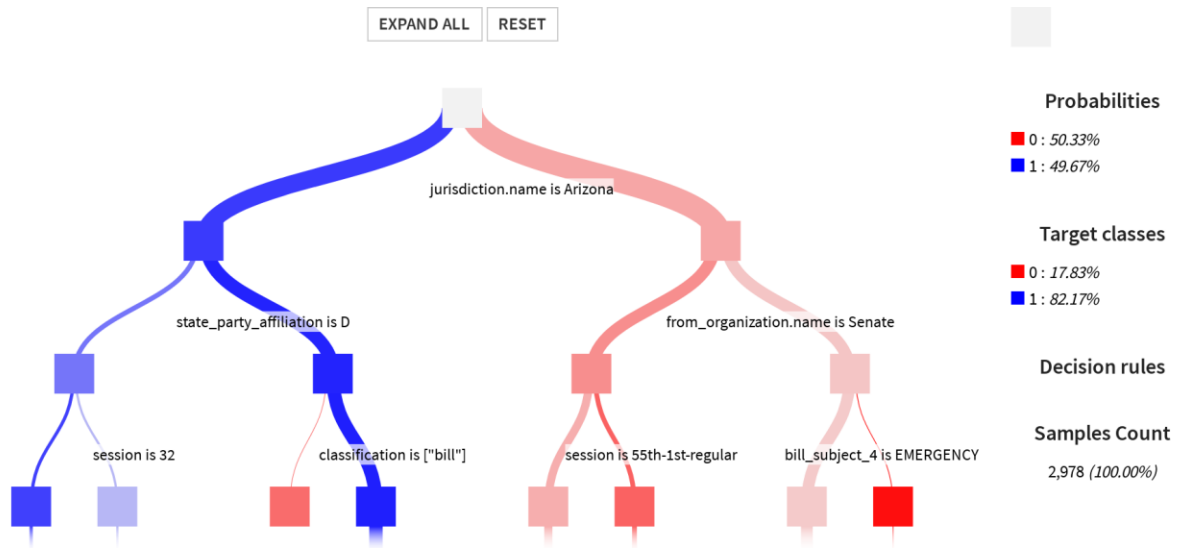 EXPAND ALL RESET
Probabilities
0 : 50.33%
1 : 49.67%
jurisdiction.name is Arizona
Target classes
0 : 17.83%
1 : 82.17%
state_party_affiliation is D
from_organization.name is Senate
Decision rules
Samples Count
session is 32
classification is ["bill"]
session is 55th-1st-regular
bill_subject_4 is EMERGENCY
2,978 (100.00%)